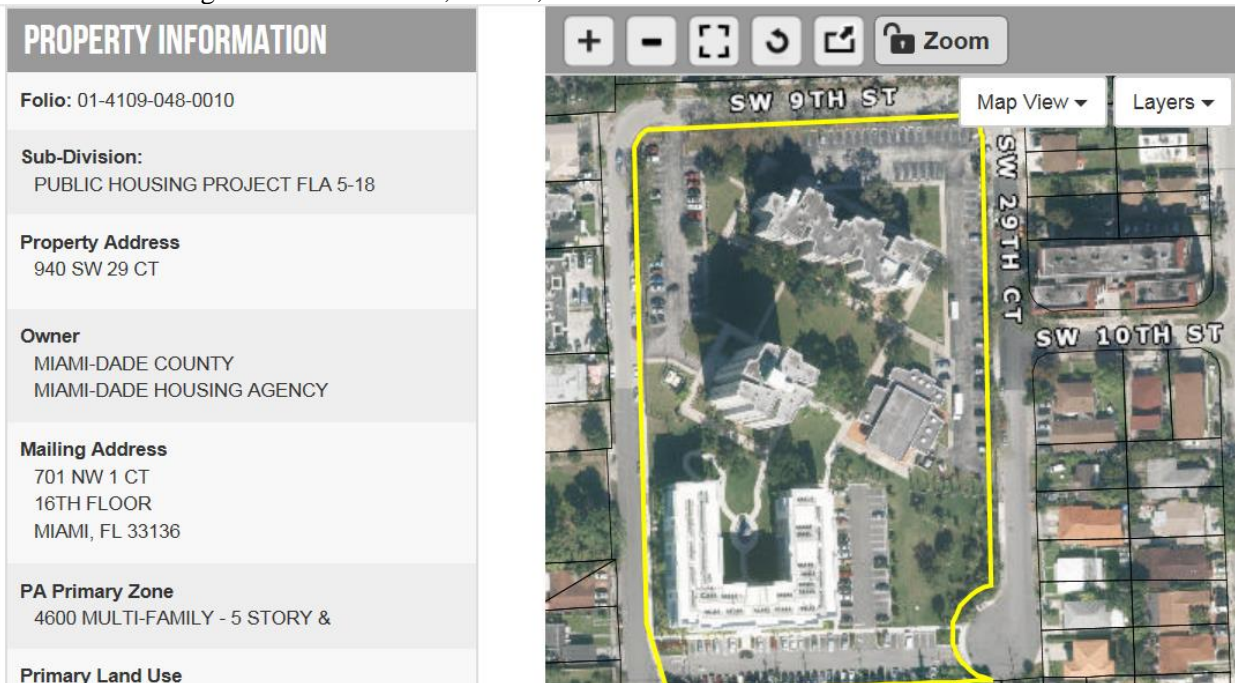 PROPERTY INFORMATION
Folio: 01-4109-048-0010
Sub-Division:
PUBLIC HOUSING PROJECT FLA 5-18
Property Address
940 SW 29 CT
Owner
MIAMI-DADE COUNTY
MIAMI-DADE HOUSING AGENCY
Mailing Address
701 NW 1 CT
16TH FLOOR
MIAMI, FL 33136
PA Primary Zone
4600 MULTI-FAMILY - 5 STORY &
Primary Land Use
+ - Zoom
Map View Layers
SW 9TH ST
SW 29TH CT
SW 10TH ST